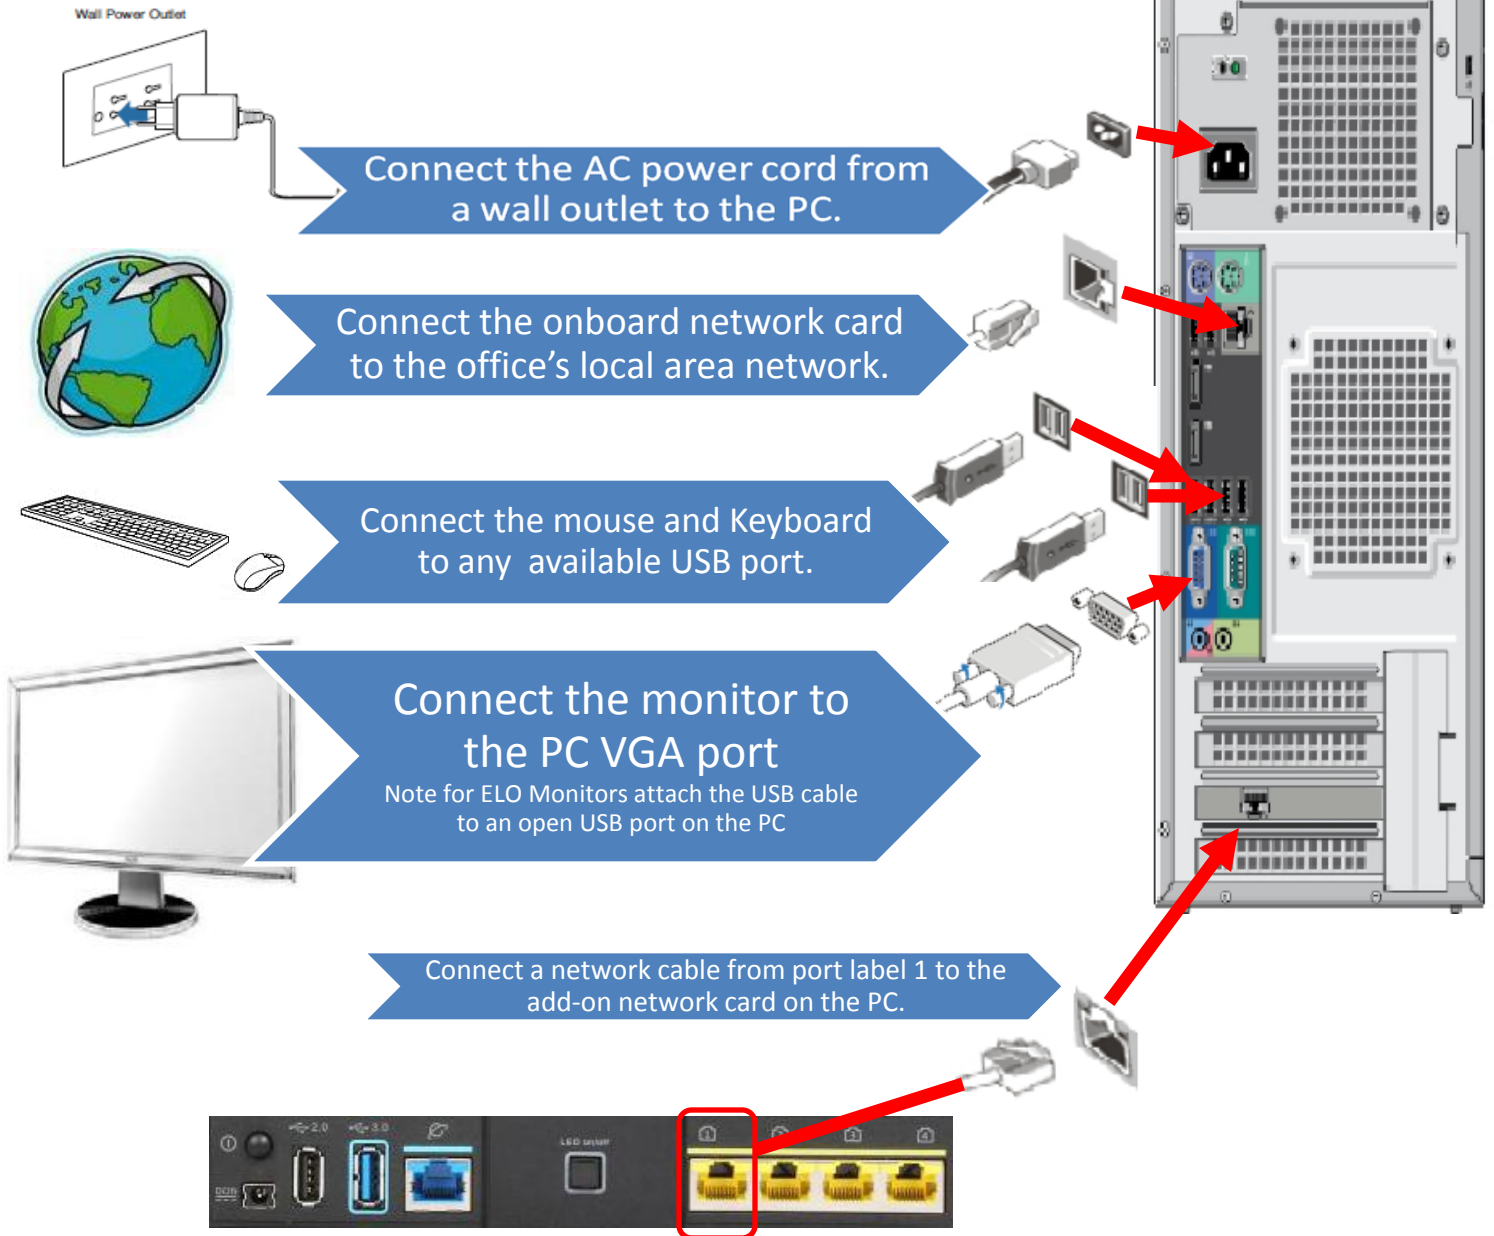 Wall Power Outlet
Connect the AC power cord from
a wall outlet to the PC.
Connect the onboard network card
to the office's local area network.
Connect the mouse and Keyboard
to any  available USB port.
Connect the monitor to
the PC VGA port
Note for ELO Monitors attach the USB cable
to an open USB port on the PC
Connect a network cable from port label 1 to the
add-on network card on the PC.
2.0
3.0
LED on/off
1
3
4